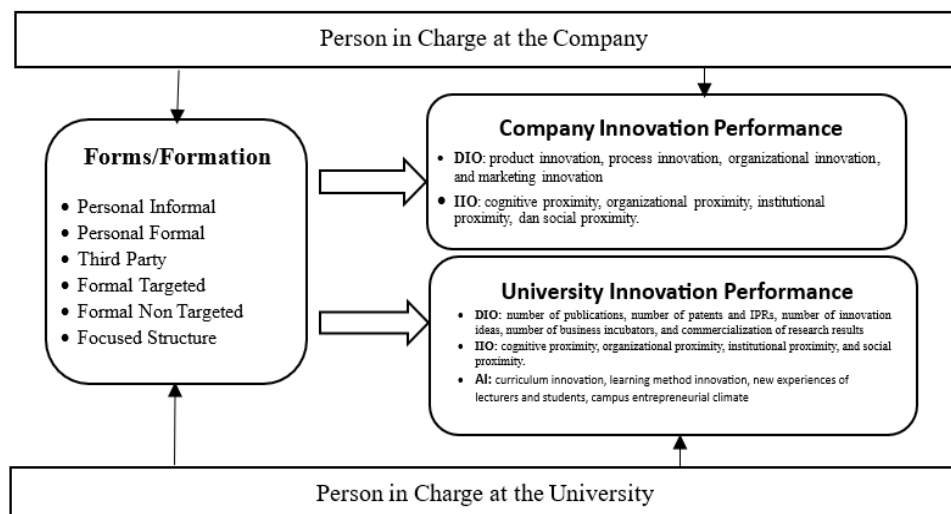 Person in Charge at the Company
Forms/Formation
• Personal Informal
• Personal Formal
• Third Party
• Formal Targeted
• Formal Non Targeted
• Focused Structure
Company Innovation Performance
• DIO: product innovation, process innovation, organizational innovation,
and marketing innovation
• IIO: cognitive proximity, organizational proximity, institutional
proximity, dan social proximity.
University Innovation Performance
• DIO: number of publications, number of patents and IPRs, number of innovation
ideas, number of business incubators, and commercialization of research results
• IIO: cognitive proximity, organizational proximity, institutional proximity, and social
proximity.
• AI: curriculum innovation, learning method innovation, new experiences of
lecturers and students, campus entrepreneurial climate
Person in Charge at the University